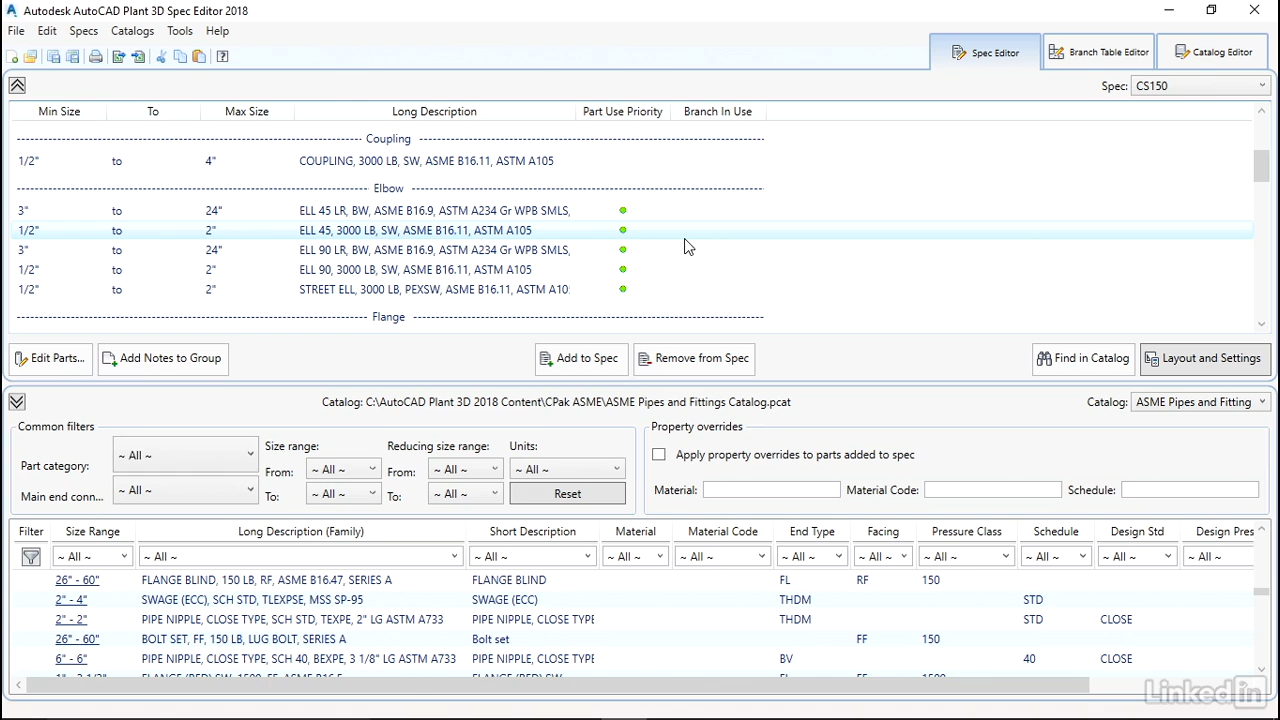 Autodesk AutoCAD Plant 3D Spec Editor 2018
File Edit Specs Catalogs Tools Help
Spec Editor Branch Table Editor Catalog Editor
Spec: CS150
Min Size To Max Size Long Description Part Use Priority Branch In Use
Coupling
1/2" to 4" COUPLING, 3000 LB, SW, ASME B16.11, ASTM A105
Elbow
3" to 24" ELL 45 LR, BW, ASME B16.9, ASTM A234 Gr WPB SMLS,
1/2" to 2" ELL 45, 3000 LB, SW, ASME B16.11, ASTM A105
3" to 24" ELL 90 LR, BW, ASME B16.9, ASTM A234 Gr WPB SMLS,
1/2" to 2" ELL 90, 3000 LB, SW, ASME B16.11, ASTM A105
1/2" to 2" STREET ELL, 3000 LB, PEXSW, ASME B16.11, ASTM A10
Flange
Edit Parts... Add Notes to Group Add to Spec Remove from Spec Find in Catalog Layout and Settings
Catalog: C:\AutoCAD Plant 3D 2018 Content\CPak ASME\ASME Pipes and Fittings Catalog.pcat Catalog: ASME Pipes and Fitting
Common filters Property overrides
Part category: ~ All ~ Size range: Reducing size range: Units: Apply property overrides to parts added to spec
From: ~ All ~ From: ~ All ~ ~ All ~
Main end conn... ~ All ~ To: ~ All ~ To: ~ All ~ Reset Material: Material Code: Schedule:
Filter Size Range Long Description (Family) Short Description Material Material Code End Type Facing Pressure Class Schedule Design Std Design Pres
~ All ~ ~ All ~ ~ All ~ ~ All ~ ~ All ~ ~ All ~ ~ All ~ ~ All ~ ~ All ~ ~ All ~ ~ All ~
26" - 60" FLANGE BLIND, 150 LB, RF, ASME B16.47, SERIES A FLANGE BLIND FL RF 150
2" - 4" SWAGE (ECC), SCH STD, TLEXPSE, MSS SP-95 SWAGE (ECC) THDM STD
2" - 2" PIPE NIPPLE, CLOSE TYPE, SCH STD, TEXPE, 2" LG ASTM A733 PIPE NIPPLE, CLOSE TYPE THDM STD CLOSE
26" - 60" BOLT SET, FF, 150 LB, LUG BOLT, SERIES A Bolt set FF 150
6" - 6" PIPE NIPPLE, CLOSE TYPE, SCH 40, BEXPE, 3 1/8" LG ASTM A733 PIPE NIPPLE, CLOSE TYPE BV 40 CLOSE
LinkedIn